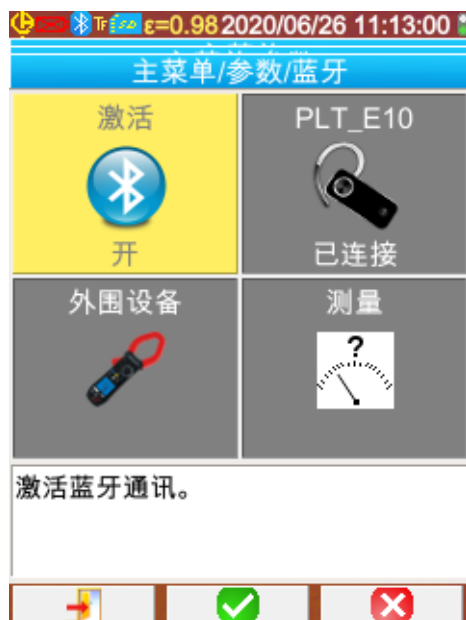 TF ε=0.98 2020/06/26 11:13:00
主菜单/参数/蓝牙
激活
PLT_E10
开
已连接
外围设备
测量
?
激活蓝牙通讯。